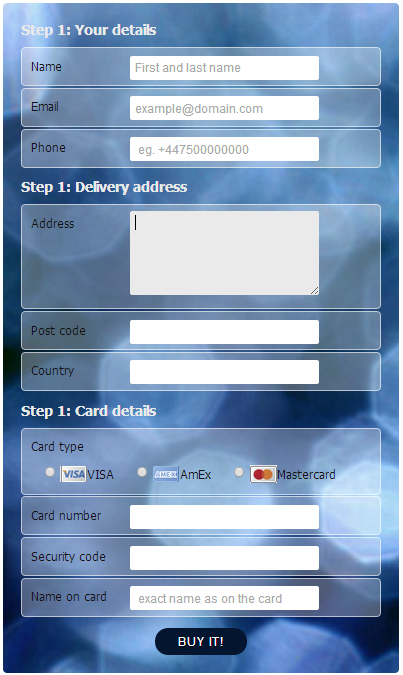 Step 1: Your details
Name First and last name
Email example@domain.com
Phone eg. +447500000000
Step 1: Delivery address
Address
Post code
Country
Step 1: Card details
Card type
VISA VISA AMEX AmEx Mastercard
Card number
Security code
Name on card exact name as on the card
BUY IT!